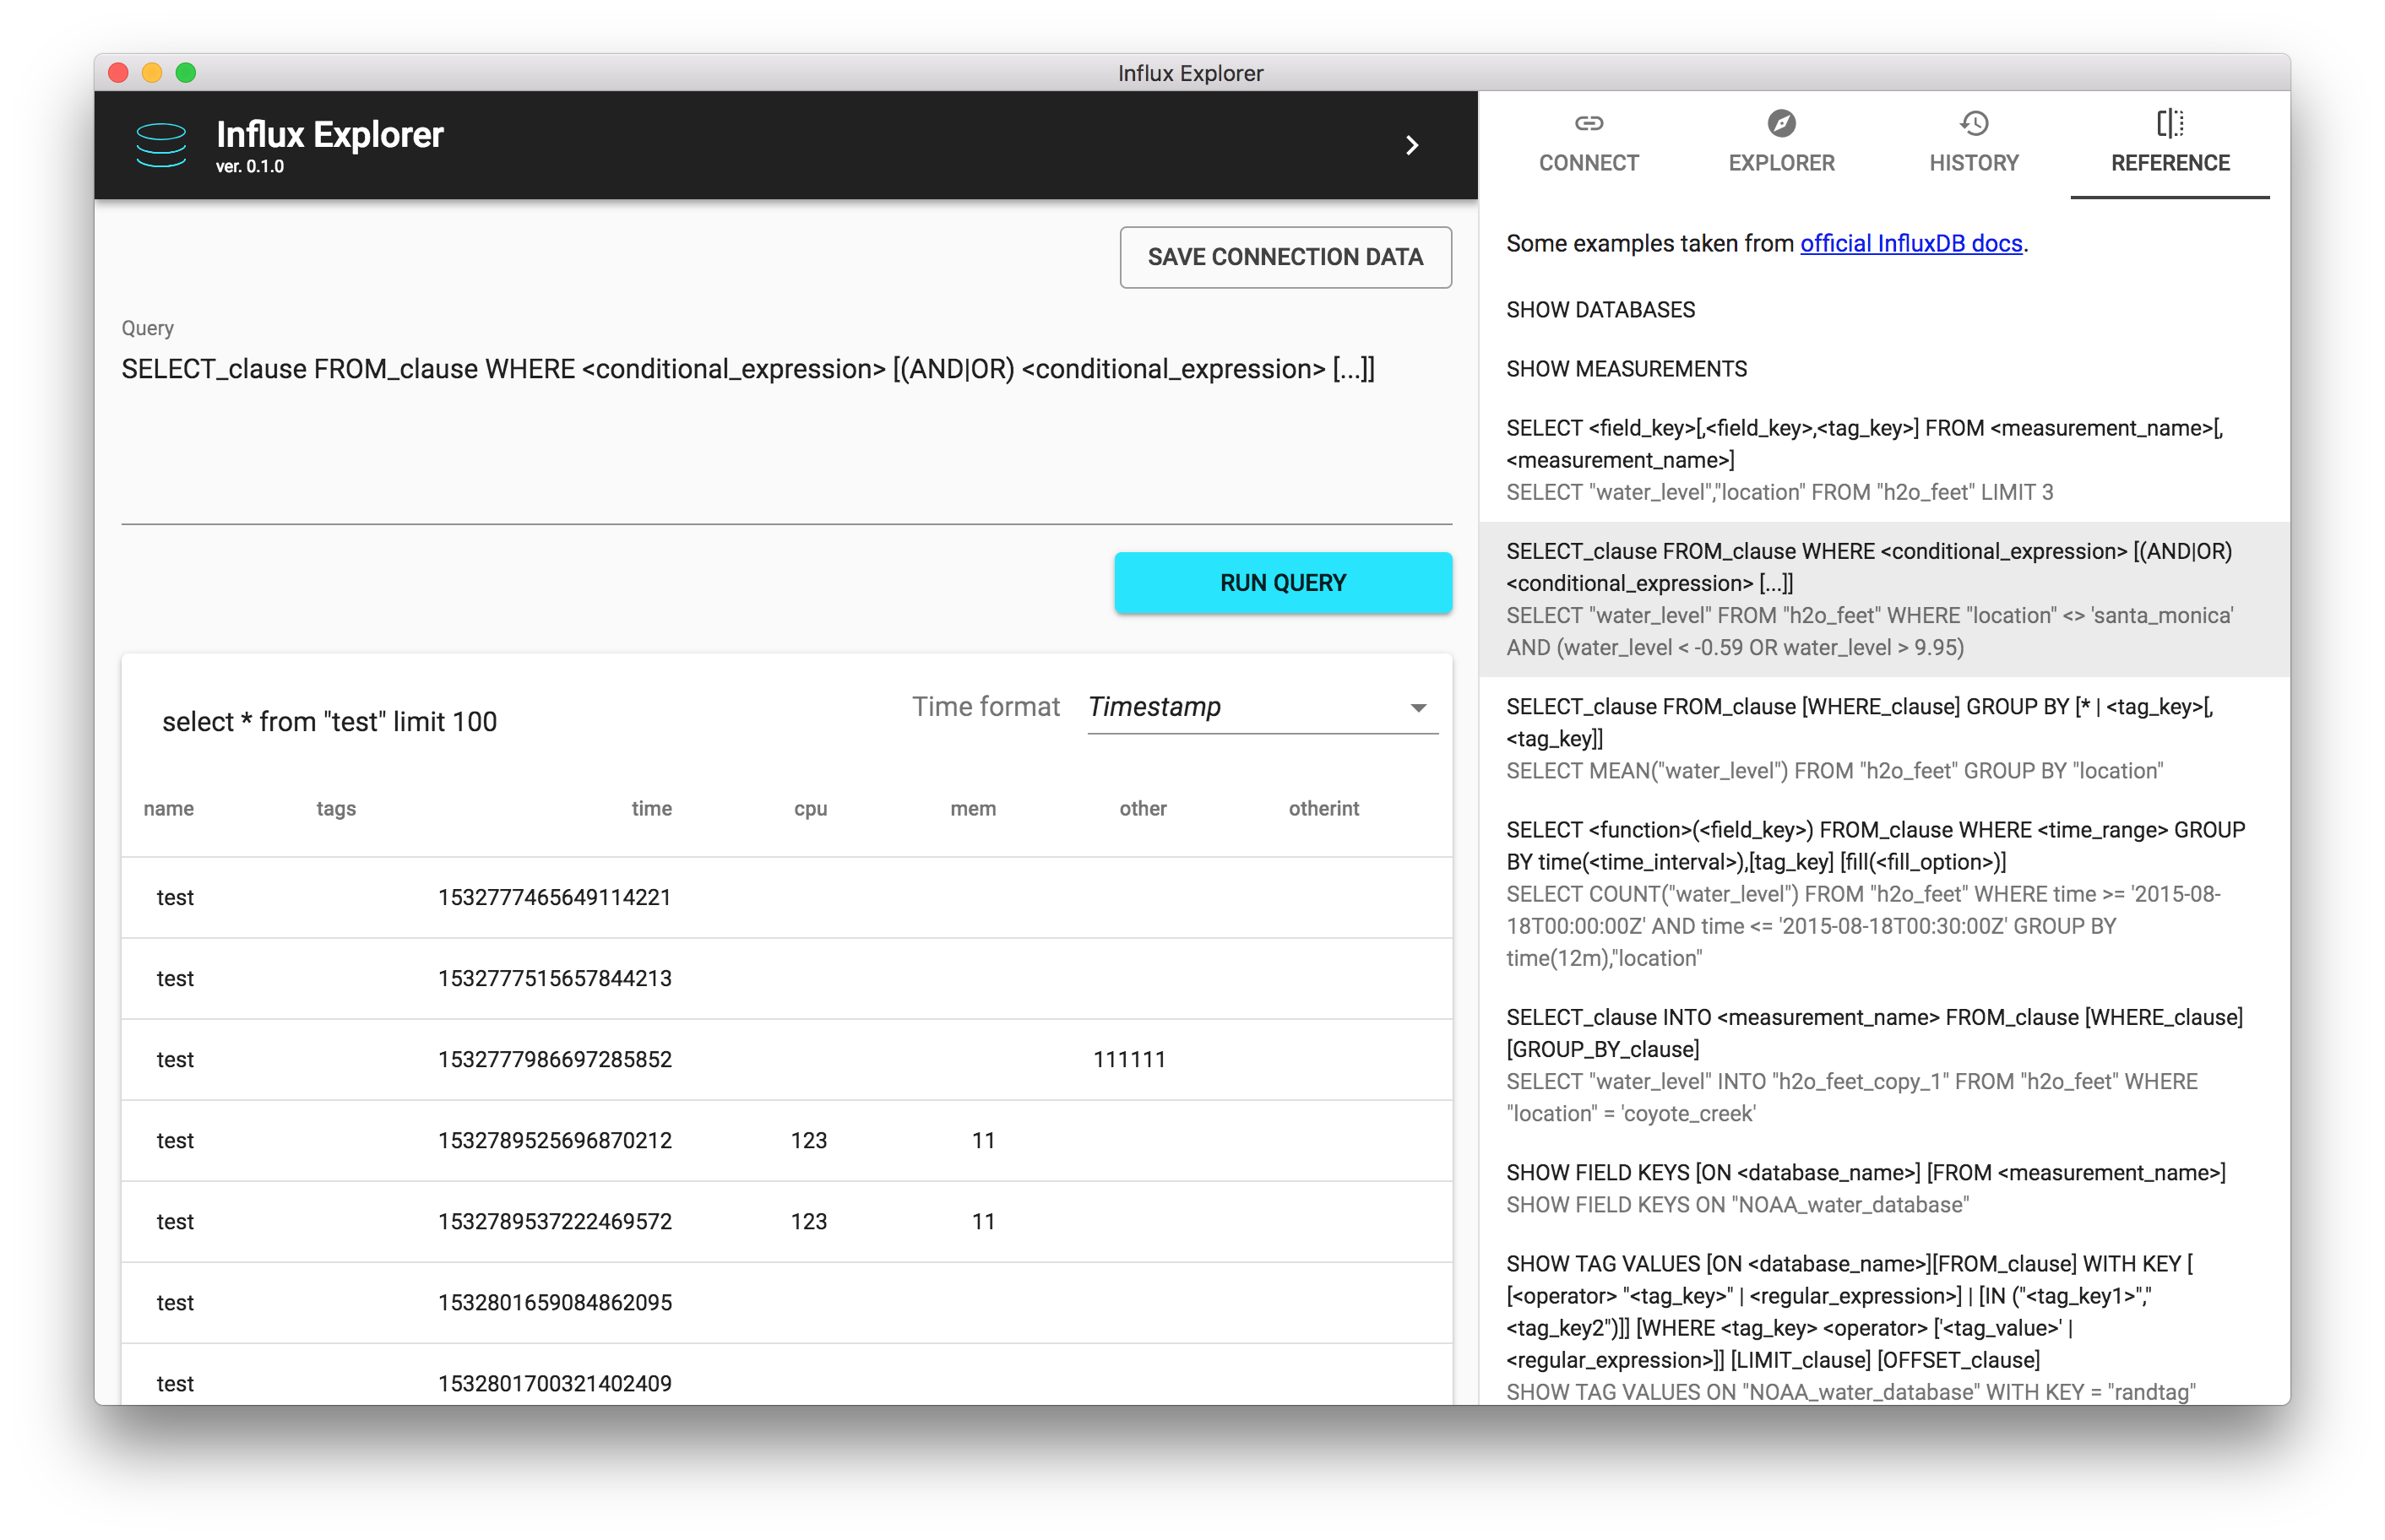 Influx Explorer
Influx Explorer
ver. 0.1.0
SAVE CONNECTION DATA
Query
SELECT_clause FROM_clause WHERE <conditional_expression> [(AND|OR) <conditional_expression> [...]]
RUN QUERY
select * from "test" limit 100
Time format Timestamp
name tags time cpu mem other otherint
test 1532777465649114221
test 1532777515657844213
test 1532777986697285852 111111
test 1532789525696870212 123 11
test 1532789537222469572 123 11
test 1532801659084862095
test 1532801700321402409
CONNECT EXPLORER HISTORY REFERENCE
Some examples taken from official InfluxDB docs.
SHOW DATABASES
SHOW MEASUREMENTS
SELECT <field_key>[,<field_key>,<tag_key>] FROM <measurement_name>[,
<measurement_name>]
SELECT "water_level","location" FROM "h2o_feet" LIMIT 3
SELECT_clause FROM_clause WHERE <conditional_expression> [(AND|OR)
<conditional_expression> [...]]
SELECT "water_level" FROM "h2o_feet" WHERE "location" <> 'santa_monica'
AND (water_level < -0.59 OR water_level > 9.95)
SELECT_clause FROM_clause [WHERE_clause] GROUP BY [* | <tag_key>[,
<tag_key]]
SELECT MEAN("water_level") FROM "h2o_feet" GROUP BY "location"
SELECT <function>(<field_key>) FROM_clause WHERE <time_range> GROUP
BY time(<time_interval>),[tag_key] [fill(<fill_option>)]
SELECT COUNT("water_level") FROM "h2o_feet" WHERE time >= '2015-08-
18T00:00:00Z' AND time <= '2015-08-18T00:30:00Z' GROUP BY
time(12m),"location"
SELECT_clause INTO <measurement_name> FROM_clause [WHERE_clause]
[GROUP_BY_clause]
SELECT "water_level" INTO "h2o_feet_copy_1" FROM "h2o_feet" WHERE
"location" = 'coyote_creek'
SHOW FIELD KEYS [ON <database_name>] [FROM <measurement_name>]
SHOW FIELD KEYS ON "NOAA_water_database"
SHOW TAG VALUES [ON <database_name>][FROM_clause] WITH KEY [
[<operator> "<tag_key>" | <regular_expression>] | [IN ("<tag_key1>","
<tag_key2")]] [WHERE <tag_key> <operator> ['<tag_value>' |
<regular_expression>]] [LIMIT_clause] [OFFSET_clause]
SHOW TAG VALUES ON "NOAA_water_database" WITH KEY = "randtag"